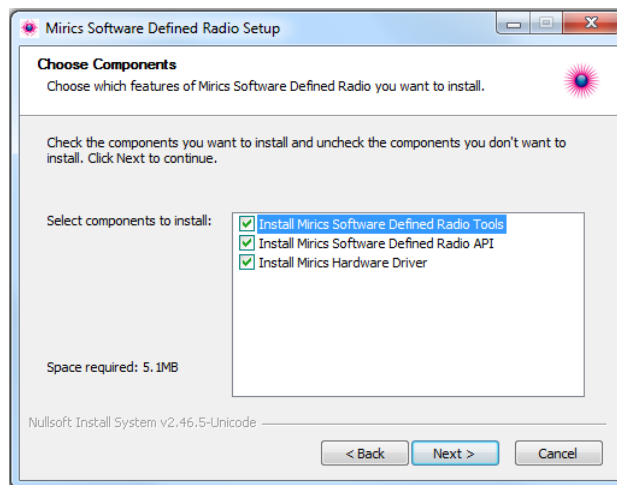 Mirics Software Defined Radio Setup
Choose Components
Choose which features of Mirics Software Defined Radio you want to install.
Check the components you want to install and uncheck the components you don't want to
install. Click Next to continue.
Select components to install:
Install Mirics Software Defined Radio Tools
Install Mirics Software Defined Radio API
Install Mirics Hardware Driver
Space required: 5.1MB
Nullsoft Install System v2.46.5-Unicode
< Back
Next >
Cancel